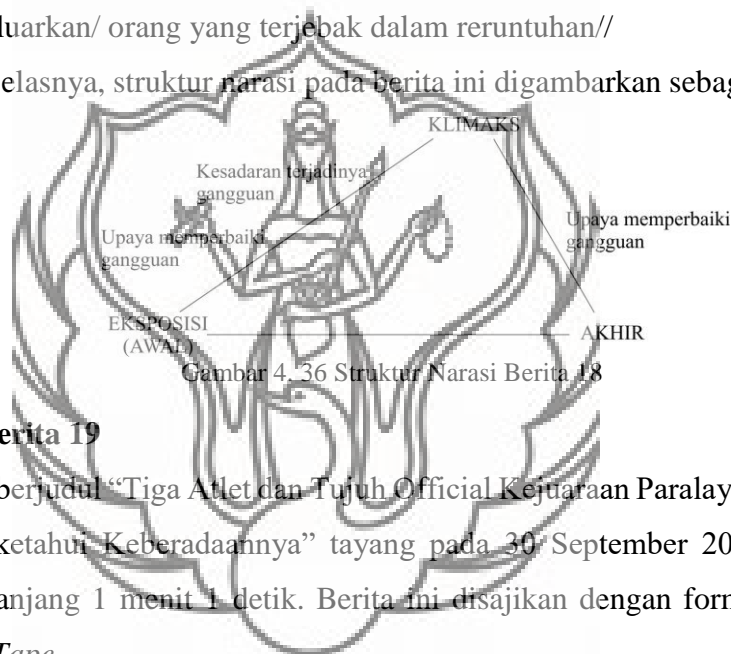 luarkan/ orang yang terjebak dalam reruntuhan//
elasnya, struktur narasi pada berita ini digambarkan sebag
KLIMAKS
Kesadaran terjadinya
gangguan
Upaya memperbaiki
gangguan
Upaya memperbaiki
gangguan
EKSPOSISI
(AWAL)
AKHIR
Gambar 4. 36 Struktur Narasi Berita 18
erita 19
berjudul “Tiga Atlet dan Tujuh Official Kejuaraan Paralay
ketahui Keberadaannya” tayang pada 30 September 20
anjang 1 menit 1 detik. Berita ini disajikan dengan form
Tape